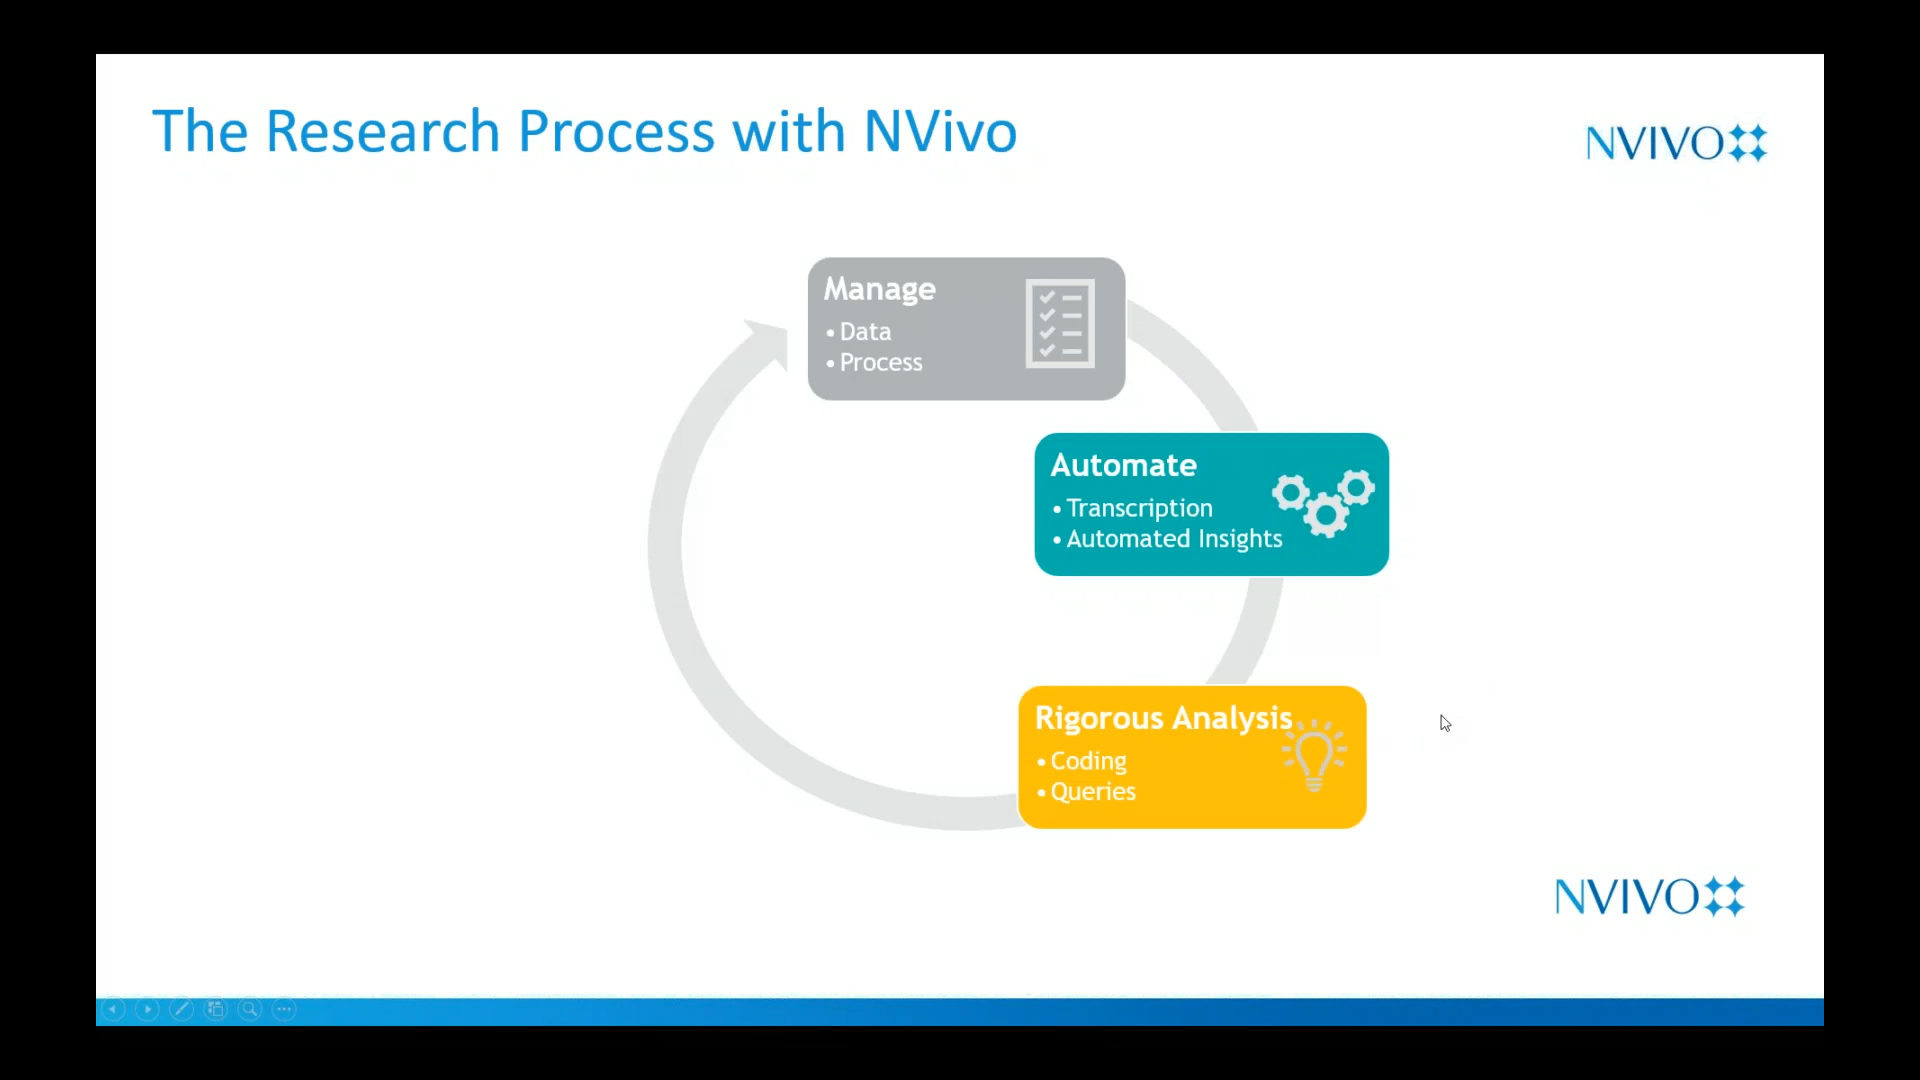 The Research Process with NVivo
NVIVO
Manage
• Data
• Process
Automate
• Transcription
• Automated Insights
Rigorous Analysis
• Coding
• Queries
NVIVO